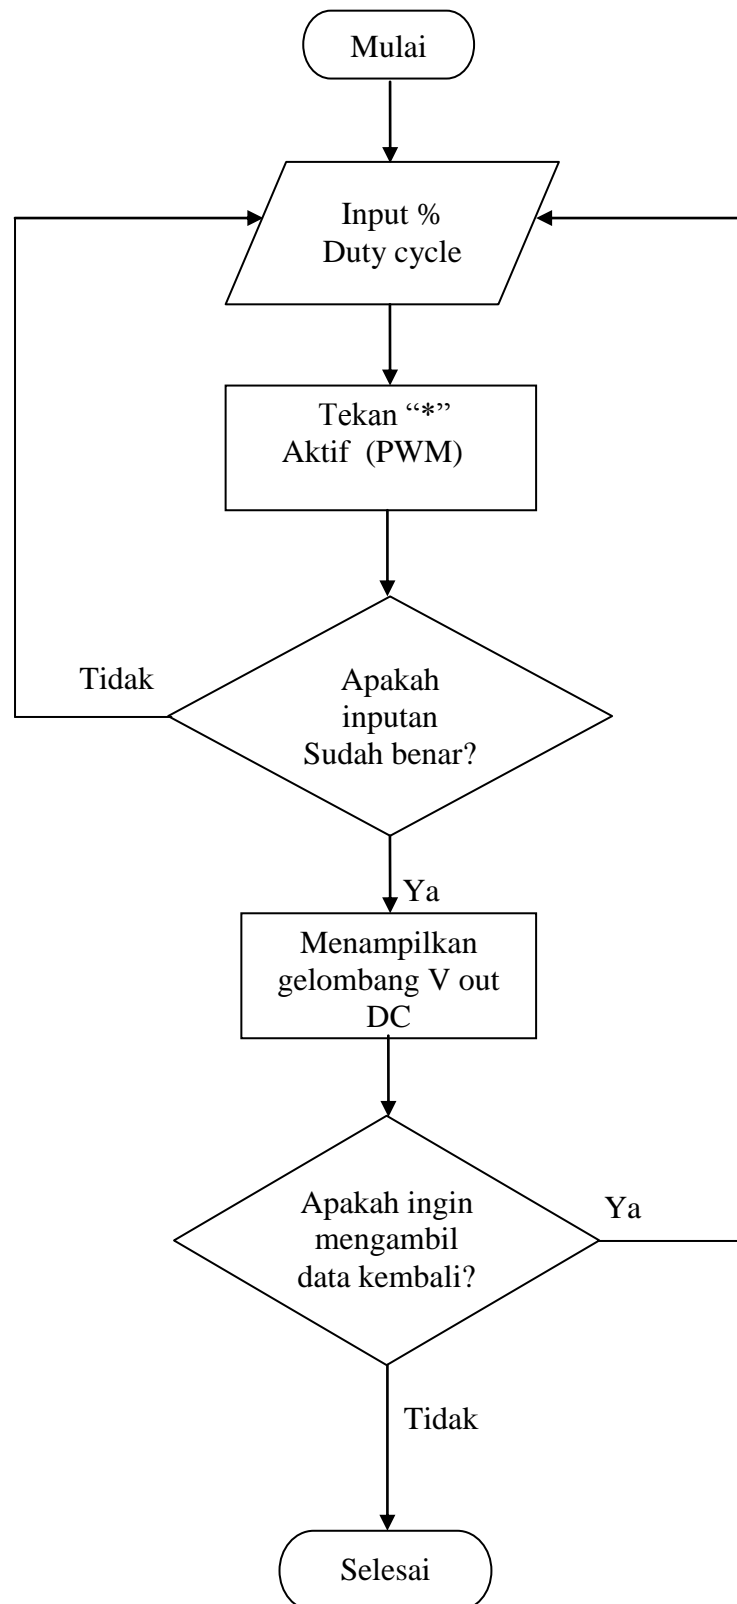 Mulai
Input %
Duty cycle
Tekan “*”
Aktif (PWM)
Tidak
Apakah
inputan
Sudah benar?
Ya
Menampilkan
gelombang V out
DC
Apakah ingin
mengambil
data kembali?
Ya
Tidak
Selesai